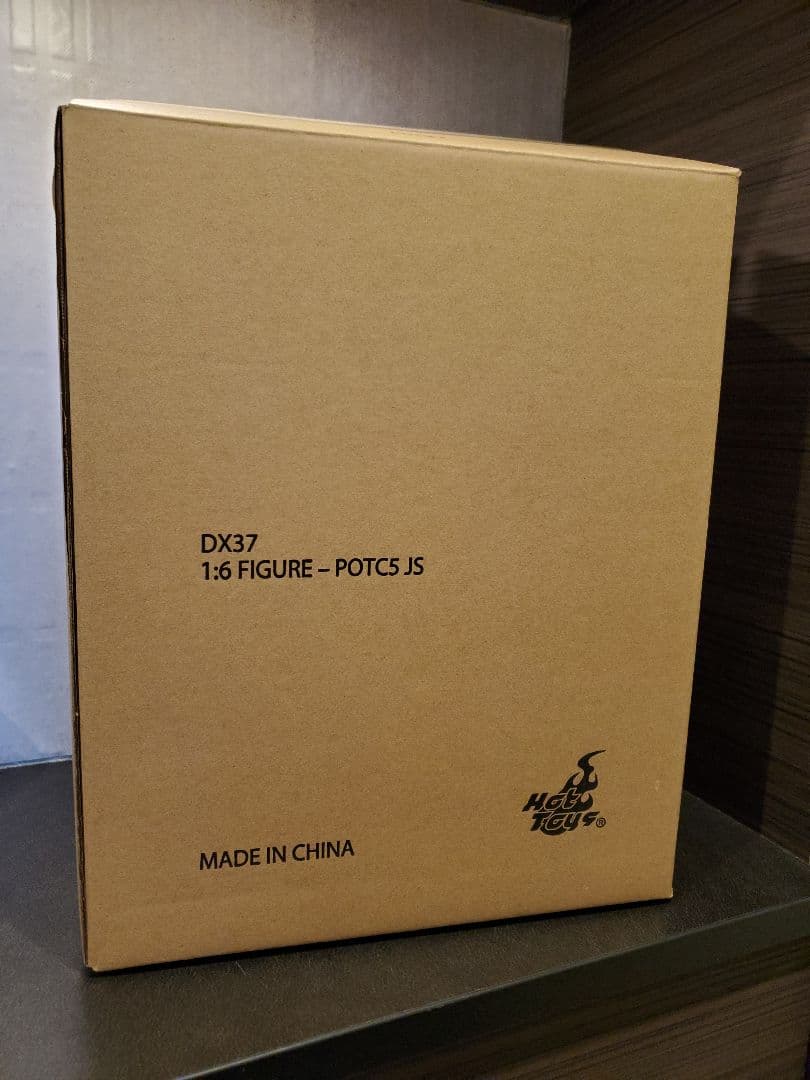 DX37
1:6 FIGURE – POTC5 JS
Hot
Toys®
MADE IN CHINA